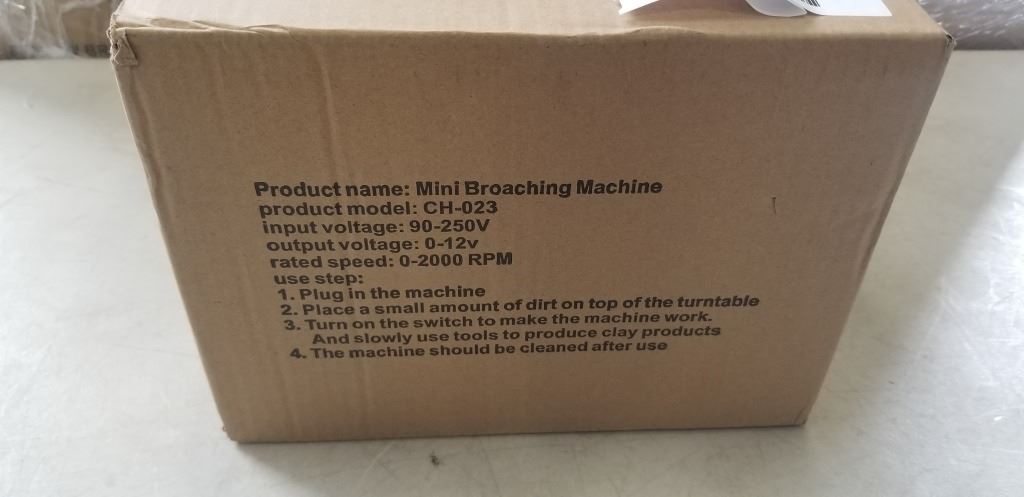 Product name: Mini Broaching Machine
product model: CH-023
input voltage: 90-250V
output voltage: 0-12v
rated speed: 0-2000 RPM
use step:
1. Plug in the machine
2. Place a small amount of dirt on top of the turntable
3. Turn on the switch to make the machine work.
And slowly use tools to produce clay products
4. The machine should be cleaned after use